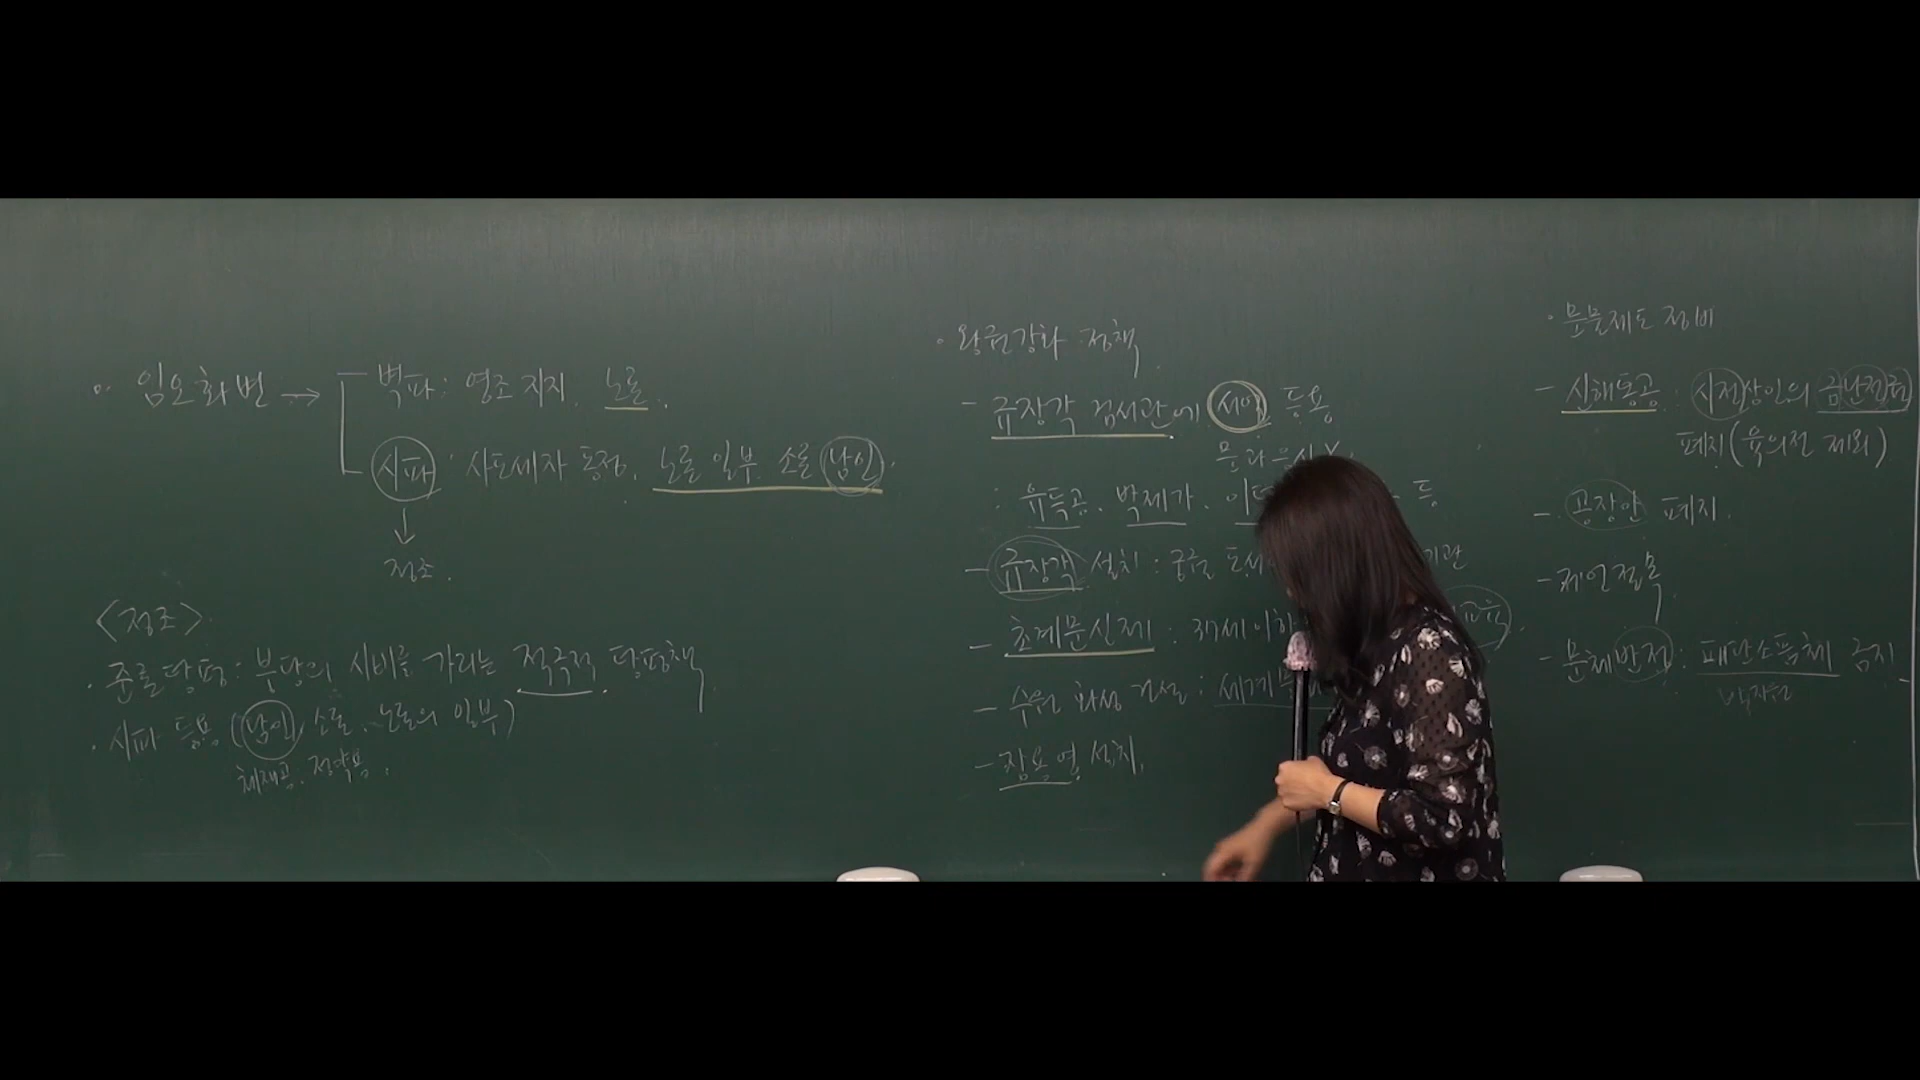 임오화변 → 벽파: 영조 지지. 노론.
시파: 사도세자 동정, 노론 일부 소론 남인.
↓
정조.
<정조>
· 준론탕평: 붕당의 시비를 가리는 적극적 탕평책
· 시파 등용 (남인, 소론, 노론의 일부)
채제공. 정약용.
· 왕권강화 정책
- 규장각 검서관에 서얼 등용
문과 응시 X
: 유득공, 박제가, 이덕 등
- 규장각 설치: 궁궐 도서 기관
- 초계문신제: 37세 이하 교육
- 수원 화성 건설: 세계문
- 장용영 설치.
· 문물제도 정비
- 신해통공: 시전상인의 금난전권
폐지 (육의전 제외)
- 공장안 폐지.
- 제언절목
- 문체반정: 패관소품체 금지
박지원